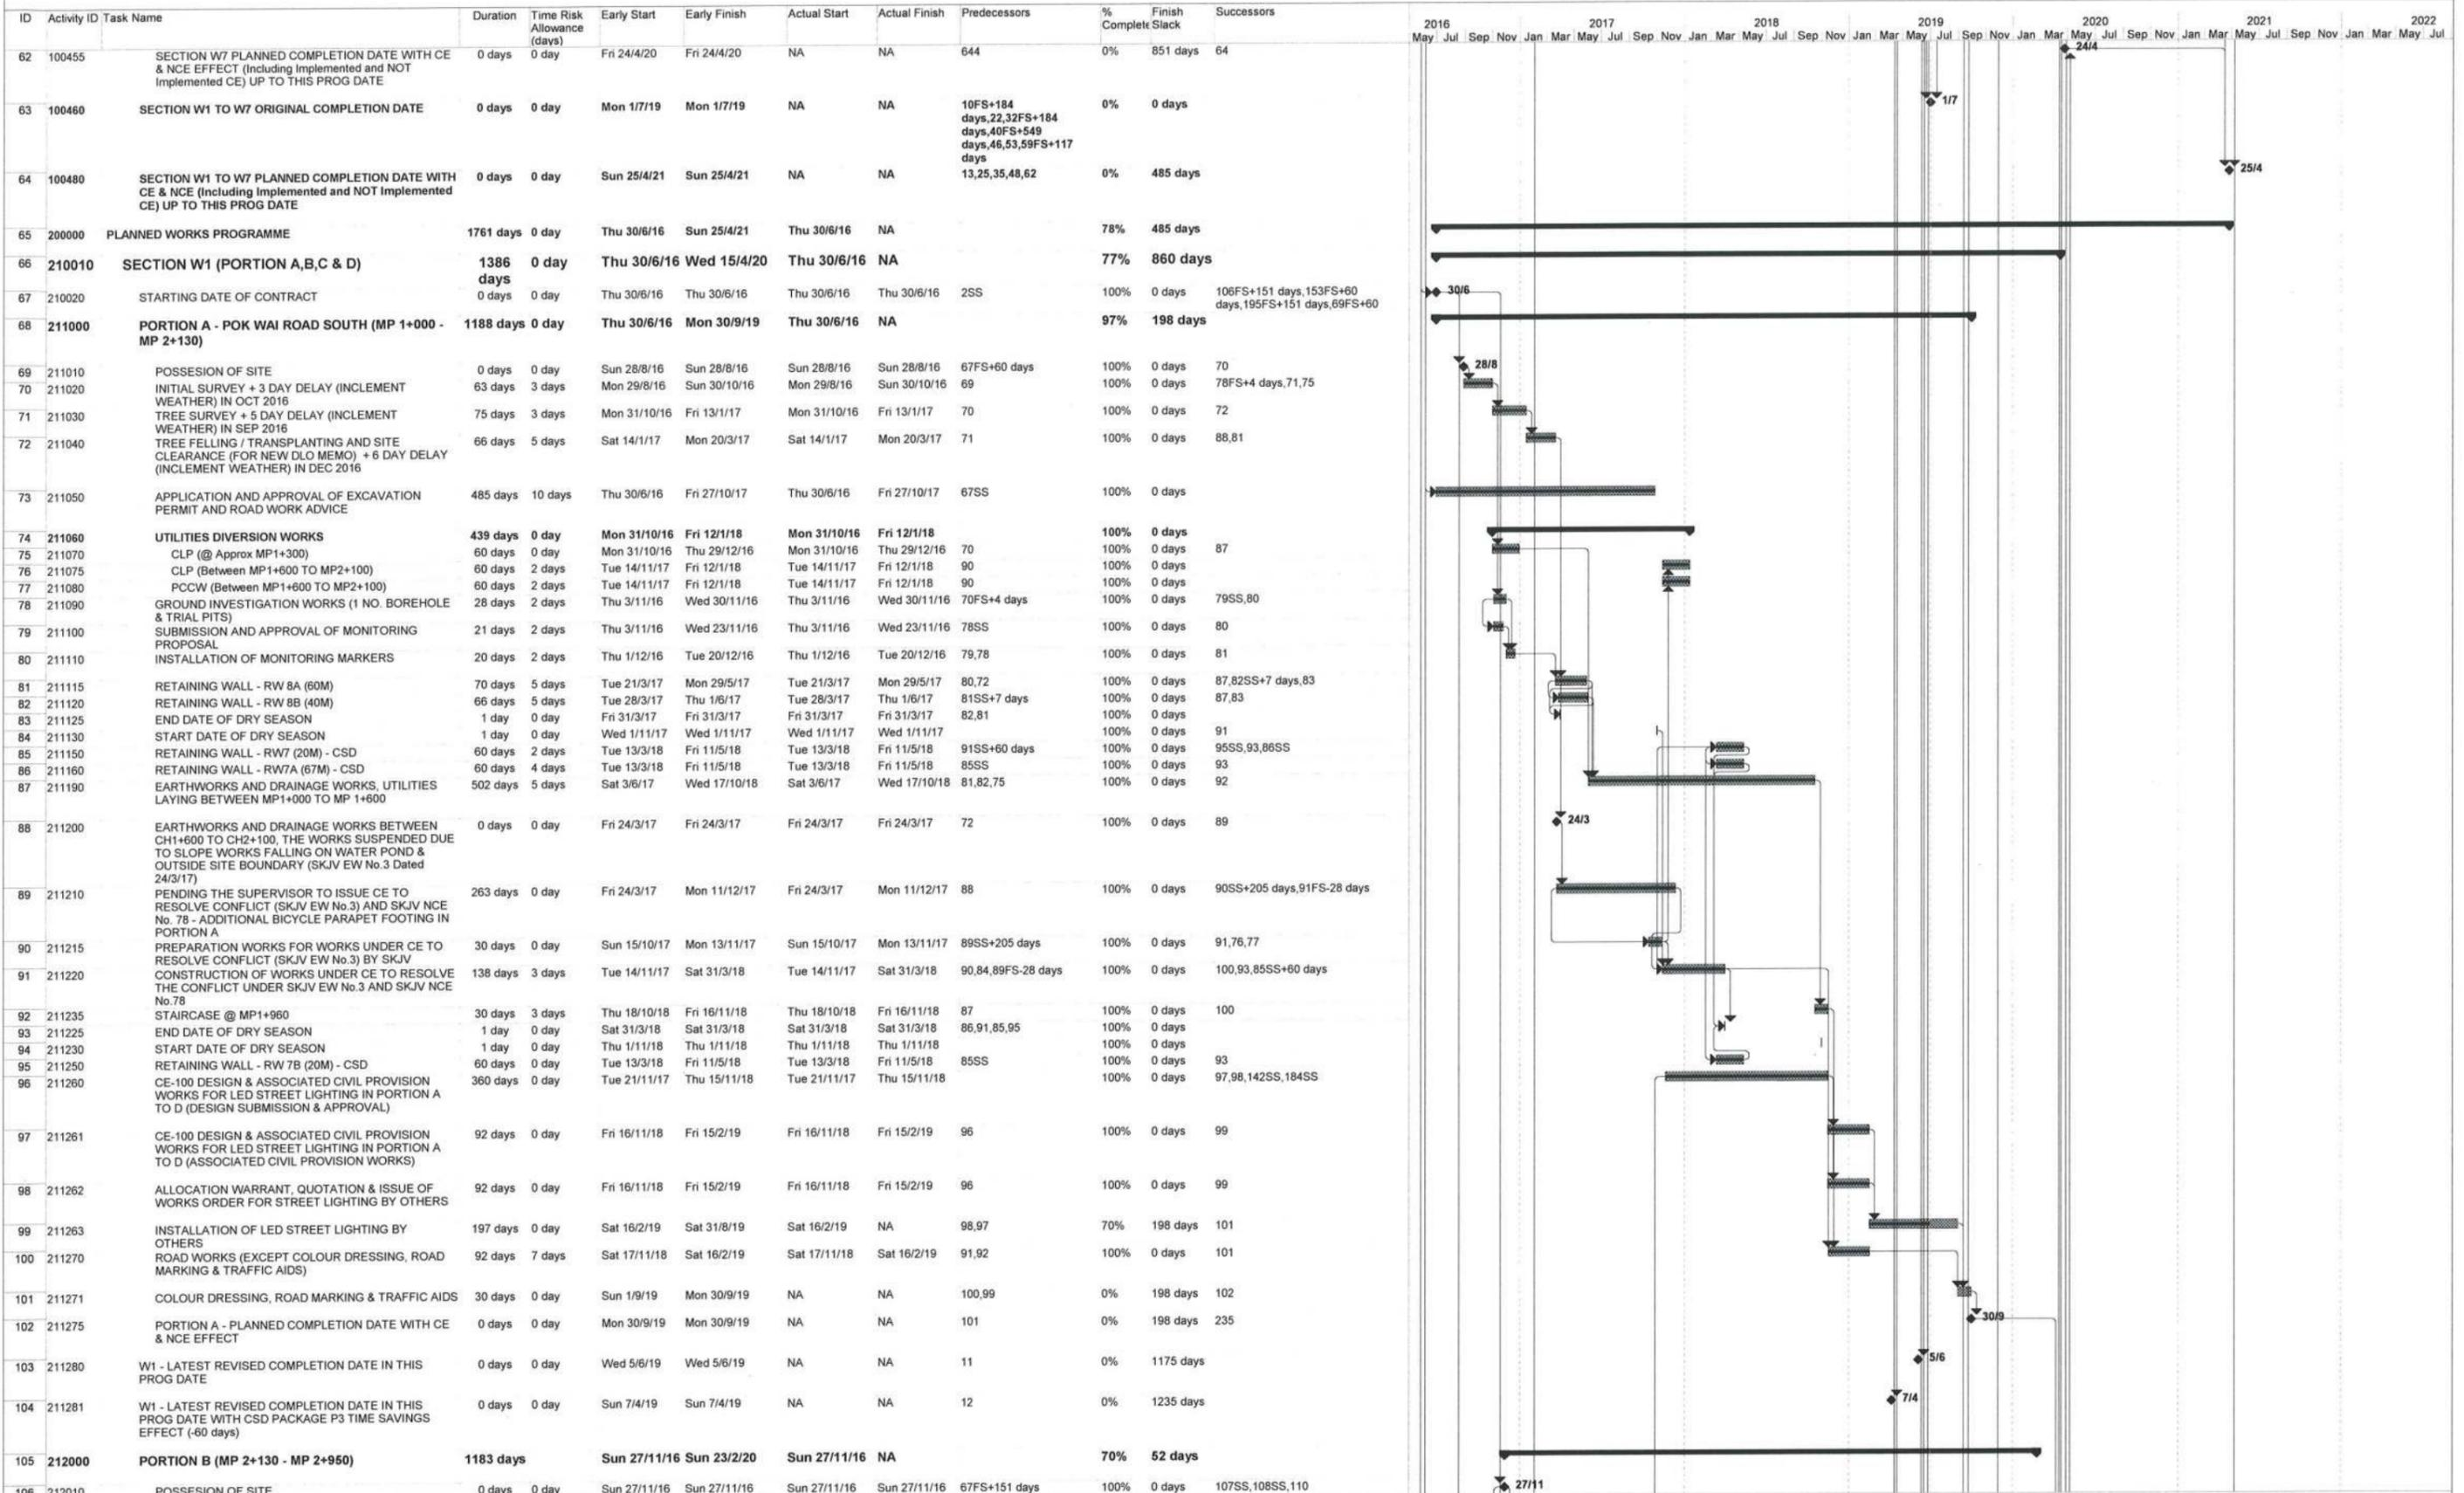 ID Activity ID Task Name Duration Time Risk Allowance (days) Early Start Early Finish Actual Start Actual Finish Predecessors % Complete Finish Slack Successors
2016 2017 2018 2019 2020 2021 2022
May Jul Sep Nov Jan Mar May Jul Sep Nov Jan Mar May Jul Sep Nov Jan Mar May Jul Sep Nov Jan Mar May Jul Sep Nov Jan Mar May Jul Sep Nov Jan Mar May Jul
62 100455 SECTION W7 PLANNED COMPLETION DATE WITH CE 0 days 0 day Fri 24/4/20 Fri 24/4/20 NA NA 644 0% 851 days 64 24/4
& NCE EFFECT (Including Implemented and NOT
Implemented CE) UP TO THIS PROG DATE
63 100460 SECTION W1 TO W7 ORIGINAL COMPLETION DATE 0 days 0 day Mon 1/7/19 Mon 1/7/19 NA NA 10FS+184 0% 0 days 1/7
days,22,32FS+184
days,40FS+549
days,46,53,59FS+117
days
64 100480 SECTION W1 TO W7 PLANNED COMPLETION DATE WITH 0 days 0 day Sun 25/4/21 Sun 25/4/21 NA NA 13,25,35,48,62 0% 485 days 25/4
CE & NCE (Including Implemented and NOT Implemented
CE) UP TO THIS PROG DATE
65 200000 PLANNED WORKS PROGRAMME 1761 days 0 day Thu 30/6/16 Sun 25/4/21 Thu 30/6/16 NA 78% 485 days
66 210010 SECTION W1 (PORTION A,B,C & D) 1386 0 day Thu 30/6/16 Wed 15/4/20 Thu 30/6/16 NA 77% 860 days
days
67 210020 STARTING DATE OF CONTRACT 0 days 0 day Thu 30/6/16 Thu 30/6/16 Thu 30/6/16 Thu 30/6/16 2SS 100% 0 days 106FS+151 days,153FS+60 30/6
days,195FS+151 days,69FS+60
68 211000 PORTION A - POK WAI ROAD SOUTH (MP 1+000 - 1188 days 0 day Thu 30/6/16 Mon 30/9/19 Thu 30/6/16 NA 97% 198 days
MP 2+130)
69 211010 POSSESION OF SITE 0 days 0 day Sun 28/8/16 Sun 28/8/16 Sun 28/8/16 Sun 28/8/16 67FS+60 days 100% 0 days 70 28/8
70 211020 INITIAL SURVEY + 3 DAY DELAY (INCLEMENT 63 days 3 days Mon 29/8/16 Sun 30/10/16 Mon 29/8/16 Sun 30/10/16 69 100% 0 days 78FS+4 days,71,75
WEATHER) IN OCT 2016
71 211030 TREE SURVEY + 5 DAY DELAY (INCLEMENT 75 days 3 days Mon 31/10/16 Fri 13/1/17 Mon 31/10/16 Fri 13/1/17 70 100% 0 days 72
WEATHER) IN SEP 2016
72 211040 TREE FELLING / TRANSPLANTING AND SITE 66 days 5 days Sat 14/1/17 Mon 20/3/17 Sat 14/1/17 Mon 20/3/17 71 100% 0 days 88,81
CLEARANCE (FOR NEW DLO MEMO) + 6 DAY DELAY
(INCLEMENT WEATHER) IN DEC 2016
73 211050 APPLICATION AND APPROVAL OF EXCAVATION 485 days 10 days Thu 30/6/16 Fri 27/10/17 Thu 30/6/16 Fri 27/10/17 67SS 100% 0 days
PERMIT AND ROAD WORK ADVICE
74 211060 UTILITIES DIVERSION WORKS 439 days 0 day Mon 31/10/16 Fri 12/1/18 Mon 31/10/16 Fri 12/1/18 100% 0 days
75 211070 CLP (@ Approx MP1+300) 60 days 0 day Mon 31/10/16 Thu 29/12/16 Mon 31/10/16 Thu 29/12/16 70 100% 0 days 87
76 211075 CLP (Between MP1+600 TO MP2+100) 60 days 2 days Tue 14/11/17 Fri 12/1/18 Tue 14/11/17 Fri 12/1/18 90 100% 0 days
77 211080 PCCW (Between MP1+600 TO MP2+100) 60 days 2 days Tue 14/11/17 Fri 12/1/18 Tue 14/11/17 Fri 12/1/18 90 100% 0 days
78 211090 GROUND INVESTIGATION WORKS (1 NO. BOREHOLE 28 days 2 days Thu 3/11/16 Wed 30/11/16 Thu 3/11/16 Wed 30/11/16 70FS+4 days 100% 0 days 79SS,80
& TRIAL PITS)
79 211100 SUBMISSION AND APPROVAL OF MONITORING 21 days 2 days Thu 3/11/16 Wed 23/11/16 Thu 3/11/16 Wed 23/11/16 78SS 100% 0 days 80
PROPOSAL
80 211110 INSTALLATION OF MONITORING MARKERS 20 days 2 days Thu 1/12/16 Tue 20/12/16 Thu 1/12/16 Tue 20/12/16 79,78 100% 0 days 81
81 211115 RETAINING WALL - RW 8A (60M) 70 days 5 days Tue 21/3/17 Mon 29/5/17 Tue 21/3/17 Mon 29/5/17 80,72 100% 0 days 87,82SS+7 days,83
82 211120 RETAINING WALL - RW 8B (40M) 66 days 5 days Tue 28/3/17 Thu 1/6/17 Tue 28/3/17 Thu 1/6/17 81SS+7 days 100% 0 days 87,83
83 211125 END DATE OF DRY SEASON 1 day 0 day Fri 31/3/17 Fri 31/3/17 Fri 31/3/17 Fri 31/3/17 82,81 100% 0 days
84 211130 START DATE OF DRY SEASON 1 day 0 day Wed 1/11/17 Wed 1/11/17 Wed 1/11/17 Wed 1/11/17 100% 0 days 91
85 211150 RETAINING WALL - RW7 (20M) - CSD 60 days 2 days Tue 13/3/18 Fri 11/5/18 Tue 13/3/18 Fri 11/5/18 91SS+60 days 100% 0 days 95SS,93,86SS
86 211160 RETAINING WALL - RW7A (67M) - CSD 60 days 4 days Tue 13/3/18 Fri 11/5/18 Tue 13/3/18 Fri 11/5/18 85SS 100% 0 days 93
87 211190 EARTHWORKS AND DRAINAGE WORKS, UTILITIES 502 days 5 days Sat 3/6/17 Wed 17/10/18 Sat 3/6/17 Wed 17/10/18 81,82,75 100% 0 days 92
LAYING BETWEEN MP1+000 TO MP 1+600
88 211200 EARTHWORKS AND DRAINAGE WORKS BETWEEN 0 days 0 day Fri 24/3/17 Fri 24/3/17 Fri 24/3/17 Fri 24/3/17 72 100% 0 days 89 24/3
CH1+600 TO CH2+100, THE WORKS SUSPENDED DUE
TO SLOPE WORKS FALLING ON WATER POND &
OUTSIDE SITE BOUNDARY (SKJV EW No.3 Dated
24/3/17)
89 211210 PENDING THE SUPERVISOR TO ISSUE CE TO 263 days 0 day Fri 24/3/17 Mon 11/12/17 Fri 24/3/17 Mon 11/12/17 88 100% 0 days 90SS+205 days,91FS-28 days
RESOLVE CONFLICT (SKJV EW No.3) AND SKJV NCE
No. 78 - ADDITIONAL BICYCLE PARAPET FOOTING IN
PORTION A
90 211215 PREPARATION WORKS FOR WORKS UNDER CE TO 30 days 0 day Sun 15/10/17 Mon 13/11/17 Sun 15/10/17 Mon 13/11/17 89SS+205 days 100% 0 days 91,76,77
RESOLVE CONFLICT (SKJV EW No.3) BY SKJV
91 211220 CONSTRUCTION OF WORKS UNDER CE TO RESOLVE 138 days 3 days Tue 14/11/17 Sat 31/3/18 Tue 14/11/17 Sat 31/3/18 90,84,89FS-28 days 100% 0 days 100,93,85SS+60 days
THE CONFLICT UNDER SKJV EW No.3 AND SKJV NCE
No.78
92 211235 STAIRCASE @ MP1+960 30 days 3 days Thu 18/10/18 Fri 16/11/18 Thu 18/10/18 Fri 16/11/18 87 100% 0 days 100
93 211225 END DATE OF DRY SEASON 1 day 0 day Sat 31/3/18 Sat 31/3/18 Sat 31/3/18 Sat 31/3/18 86,91,85,95 100% 0 days
94 211230 START DATE OF DRY SEASON 1 day 0 day Thu 1/11/18 Thu 1/11/18 Thu 1/11/18 Thu 1/11/18 100% 0 days
95 211250 RETAINING WALL - RW 7B (20M) - CSD 60 days 0 day Tue 13/3/18 Fri 11/5/18 Tue 13/3/18 Fri 11/5/18 85SS 100% 0 days 93
96 211260 CE-100 DESIGN & ASSOCIATED CIVIL PROVISION 360 days 0 day Tue 21/11/17 Thu 15/11/18 Tue 21/11/17 Thu 15/11/18 100% 0 days 97,98,142SS,184SS
WORKS FOR LED STREET LIGHTING IN PORTION A
TO D (DESIGN SUBMISSION & APPROVAL)
97 211261 CE-100 DESIGN & ASSOCIATED CIVIL PROVISION 92 days 0 day Fri 16/11/18 Fri 15/2/19 Fri 16/11/18 Fri 15/2/19 96 100% 0 days 99
WORKS FOR LED STREET LIGHTING IN PORTION A
TO D (ASSOCIATED CIVIL PROVISION WORKS)
98 211262 ALLOCATION WARRANT, QUOTATION & ISSUE OF 92 days 0 day Fri 16/11/18 Fri 15/2/19 Fri 16/11/18 Fri 15/2/19 96 100% 0 days 99
WORKS ORDER FOR STREET LIGHTING BY OTHERS
99 211263 INSTALLATION OF LED STREET LIGHTING BY 197 days 0 day Sat 16/2/19 Sat 31/8/19 Sat 16/2/19 NA 98,97 70% 198 days 101
OTHERS
100 211270 ROAD WORKS (EXCEPT COLOUR DRESSING, ROAD 92 days 7 days Sat 17/11/18 Sat 16/2/19 Sat 17/11/18 Sat 16/2/19 91,92 100% 0 days 101
MARKING & TRAFFIC AIDS)
101 211271 COLOUR DRESSING, ROAD MARKING & TRAFFIC AIDS 30 days 0 day Sun 1/9/19 Mon 30/9/19 NA NA 100,99 0% 198 days 102
102 211275 PORTION A - PLANNED COMPLETION DATE WITH CE 0 days 0 day Mon 30/9/19 Mon 30/9/19 NA NA 101 0% 198 days 235 30/9
& NCE EFFECT
103 211280 W1 - LATEST REVISED COMPLETION DATE IN THIS 0 days 0 day Wed 5/6/19 Wed 5/6/19 NA NA 11 0% 1175 days 5/6
PROG DATE
104 211281 W1 - LATEST REVISED COMPLETION DATE IN THIS 0 days 0 day Sun 7/4/19 Sun 7/4/19 NA NA 12 0% 1235 days 7/4
PROG DATE WITH CSD PACKAGE P3 TIME SAVINGS
EFFECT (-60 days)
105 212000 PORTION B (MP 2+130 - MP 2+950) 1183 days Sun 27/11/16 Sun 23/2/20 Sun 27/11/16 NA 70% 52 days
106 212010 POSSESION OF SITE 0 days 0 day Sun 27/11/16 Sun 27/11/16 Sun 27/11/16 Sun 27/11/16 67FS+151 days 100% 0 days 107SS,108SS,110 27/11